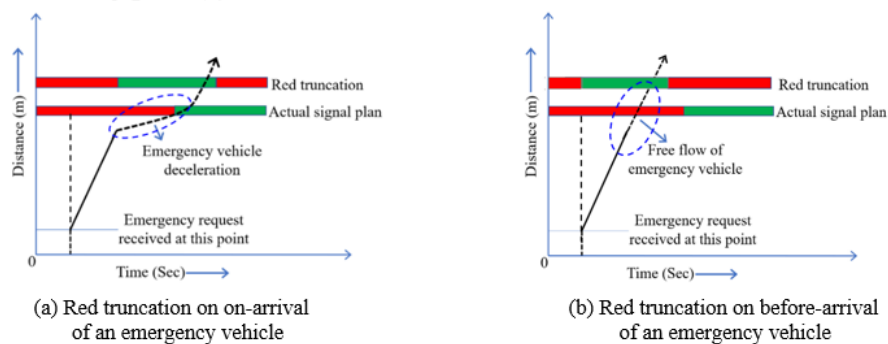 Distance (m)
Red truncation
Actual signal plan
Emergency vehicle
deceleration
Emergency request
received at this point
0
Time (Sec)
(a) Red truncation on on-arrival
of an emergency vehicle
Distance (m)
Red truncation
Actual signal plan
Free flow of
emergency vehicle
Emergency request
received at this point
0
Time (Sec)
(b) Red truncation on before-arrival
of an emergency vehicle